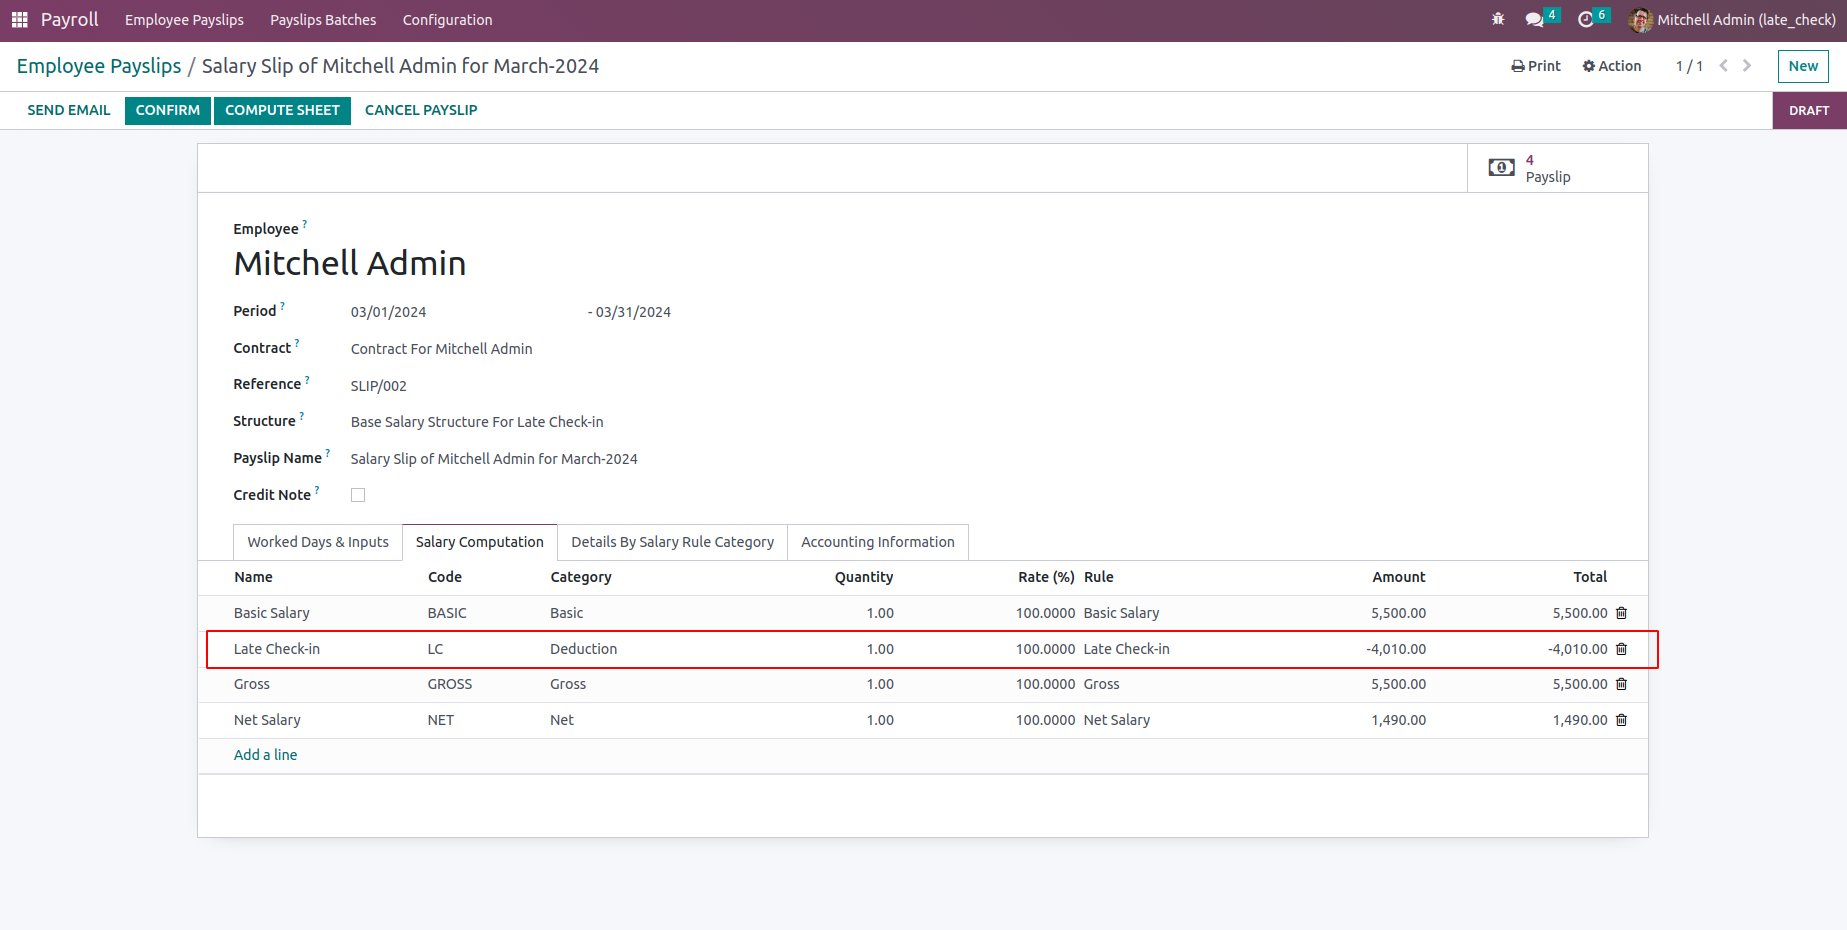 Payroll Employee Payslips Payslips Batches Configuration 4 6 Mitchell Admin (late_check)
Employee Payslips / Salary Slip of Mitchell Admin for March-2024 Print Action 1 / 1 New
SEND EMAIL CONFIRM COMPUTE SHEET CANCEL PAYSLIP DRAFT
1 4
Payslip
Employee ?
Mitchell Admin
Period ? 03/01/2024 - 03/31/2024
Contract ? Contract For Mitchell Admin
Reference ? SLIP/002
Structure ? Base Salary Structure For Late Check-in
Payslip Name ? Salary Slip of Mitchell Admin for March-2024
Credit Note ?
Worked Days & Inputs Salary Computation Details By Salary Rule Category Accounting Information
Name Code Category Quantity Rate (%) Rule Amount Total
Basic Salary BASIC Basic 1.00 100.0000 Basic Salary 5,500.00 5,500.00
Late Check-in LC Deduction 1.00 100.0000 Late Check-in -4,010.00 -4,010.00
Gross GROSS Gross 1.00 100.0000 Gross 5,500.00 5,500.00
Net Salary NET Net 1.00 100.0000 Net Salary 1,490.00 1,490.00
Add a line